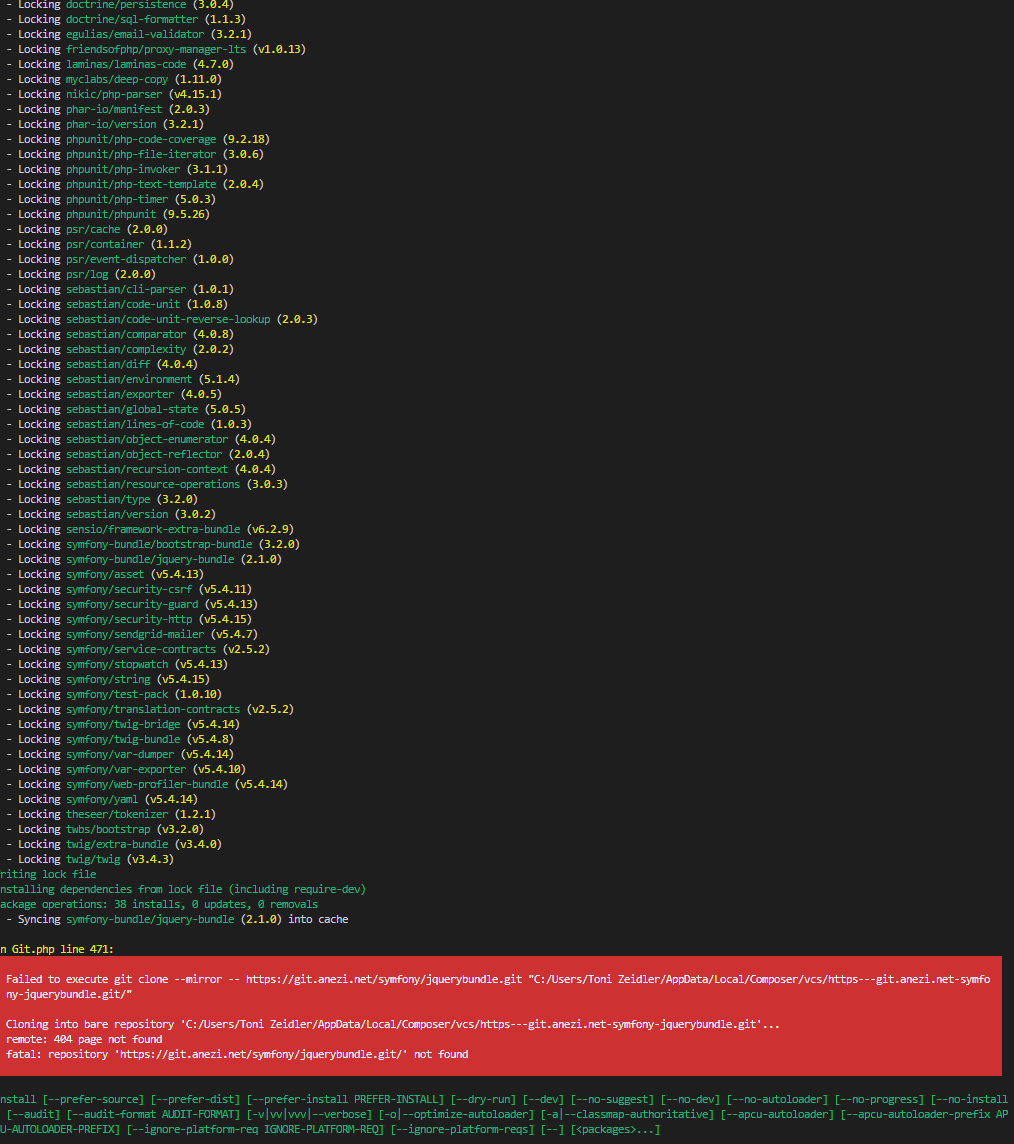 - Locking doctrine/persistence (3.0.4)
- Locking doctrine/sql-formatter (1.1.3)
- Locking egulias/email-validator (3.2.1)
- Locking friendsofphp/proxy-manager-lts (v1.0.13)
- Locking laminas/laminas-code (4.7.0)
- Locking myclabs/deep-copy (1.11.0)
- Locking nikic/php-parser (v4.15.1)
- Locking phar-io/manifest (2.0.3)
- Locking phar-io/version (3.2.1)
- Locking phpunit/php-code-coverage (9.2.18)
- Locking phpunit/php-file-iterator (3.0.6)
- Locking phpunit/php-invoker (3.1.1)
- Locking phpunit/php-text-template (2.0.4)
- Locking phpunit/php-timer (5.0.3)
- Locking phpunit/phpunit (9.5.26)
- Locking psr/cache (2.0.0)
- Locking psr/container (1.1.2)
- Locking psr/event-dispatcher (1.0.0)
- Locking psr/log (2.0.0)
- Locking sebastian/cli-parser (1.0.1)
- Locking sebastian/code-unit (1.0.8)
- Locking sebastian/code-unit-reverse-lookup (2.0.3)
- Locking sebastian/comparator (4.0.8)
- Locking sebastian/complexity (2.0.2)
- Locking sebastian/diff (4.0.4)
- Locking sebastian/environment (5.1.4)
- Locking sebastian/exporter (4.0.5)
- Locking sebastian/global-state (5.0.5)
- Locking sebastian/lines-of-code (1.0.3)
- Locking sebastian/object-enumerator (4.0.4)
- Locking sebastian/object-reflector (2.0.4)
- Locking sebastian/recursion-context (4.0.4)
- Locking sebastian/resource-operations (3.0.3)
- Locking sebastian/type (3.2.0)
- Locking sebastian/version (3.0.2)
- Locking sensio/framework-extra-bundle (v6.2.9)
- Locking symfony-bundle/bootstrap-bundle (3.2.0)
- Locking symfony-bundle/jquery-bundle (2.1.0)
- Locking symfony/asset (v5.4.13)
- Locking symfony/security-csrf (v5.4.11)
- Locking symfony/security-guard (v5.4.13)
- Locking symfony/security-http (v5.4.15)
- Locking symfony/sendgrid-mailer (v5.4.7)
- Locking symfony/service-contracts (v2.5.2)
- Locking symfony/stopwatch (v5.4.13)
- Locking symfony/string (v5.4.15)
- Locking symfony/test-pack (1.0.10)
- Locking symfony/translation-contracts (v2.5.2)
- Locking symfony/twig-bridge (v5.4.14)
- Locking symfony/twig-bundle (v5.4.8)
- Locking symfony/var-dumper (v5.4.14)
- Locking symfony/var-exporter (v5.4.10)
- Locking symfony/web-profiler-bundle (v5.4.14)
- Locking symfony/yaml (v5.4.14)
- Locking theseer/tokenizer (1.2.1)
- Locking twbs/bootstrap (v3.2.0)
- Locking twig/extra-bundle (v3.4.0)
- Locking twig/twig (v3.4.3)
riting lock file
nstalling dependencies from lock file (including require-dev)
ackage operations: 38 installs, 0 updates, 0 removals
- Syncing symfony-bundle/jquery-bundle (2.1.0) into cache
n Git.php line 471:
Failed to execute git clone --mirror -- https://git.anezi.net/symfony/jquerybundle.git "C:/Users/Toni Zeidler/AppData/Local/Composer/vcs/https---git.anezi.net-symfo
ny-jquerybundle.git/"
Cloning into bare repository 'C:/Users/Toni Zeidler/AppData/Local/Composer/vcs/https---git.anezi.net-symfony-jquerybundle.git'...
remote: 404 page not found
fatal: repository 'https://git.anezi.net/symfony/jquerybundle.git/' not found
nstall [--prefer-source] [--prefer-dist] [--prefer-install PREFER-INSTALL] [--dry-run] [--dev] [--no-suggest] [--no-dev] [--no-autoloader] [--no-progress] [--no-install
[--audit] [--audit-format AUDIT-FORMAT] [-v|vv|vvv|--verbose] [-o|--optimize-autoloader] [-a|--classmap-authoritative] [--apcu-autoloader] [--apcu-autoloader-prefix AP
U-AUTOLOADER-PREFIX] [--ignore-platform-req IGNORE-PLATFORM-REQ] [--ignore-platform-reqs] [--] [<packages>...]